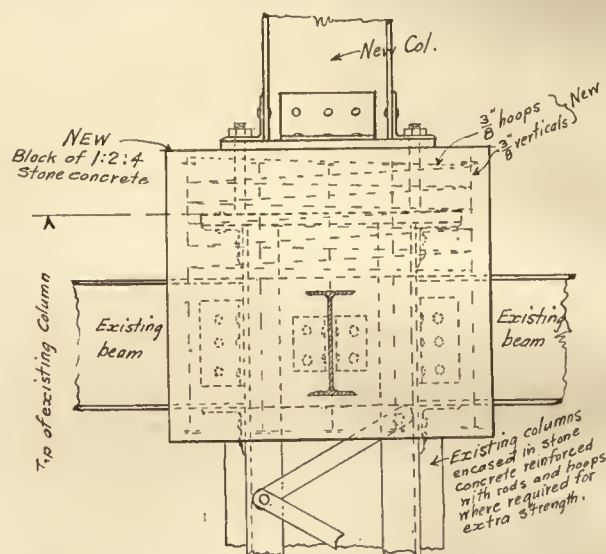 New Col.
3/8" hoops
3/8" verticals
New
NEW
Block of 1:2:4
Stone concrete
Top of existing Column
Existing
beam
Existing
beam
Existing columns
encased in stone
concrete reinforced
with rods and hoops
where required for
extra strength.